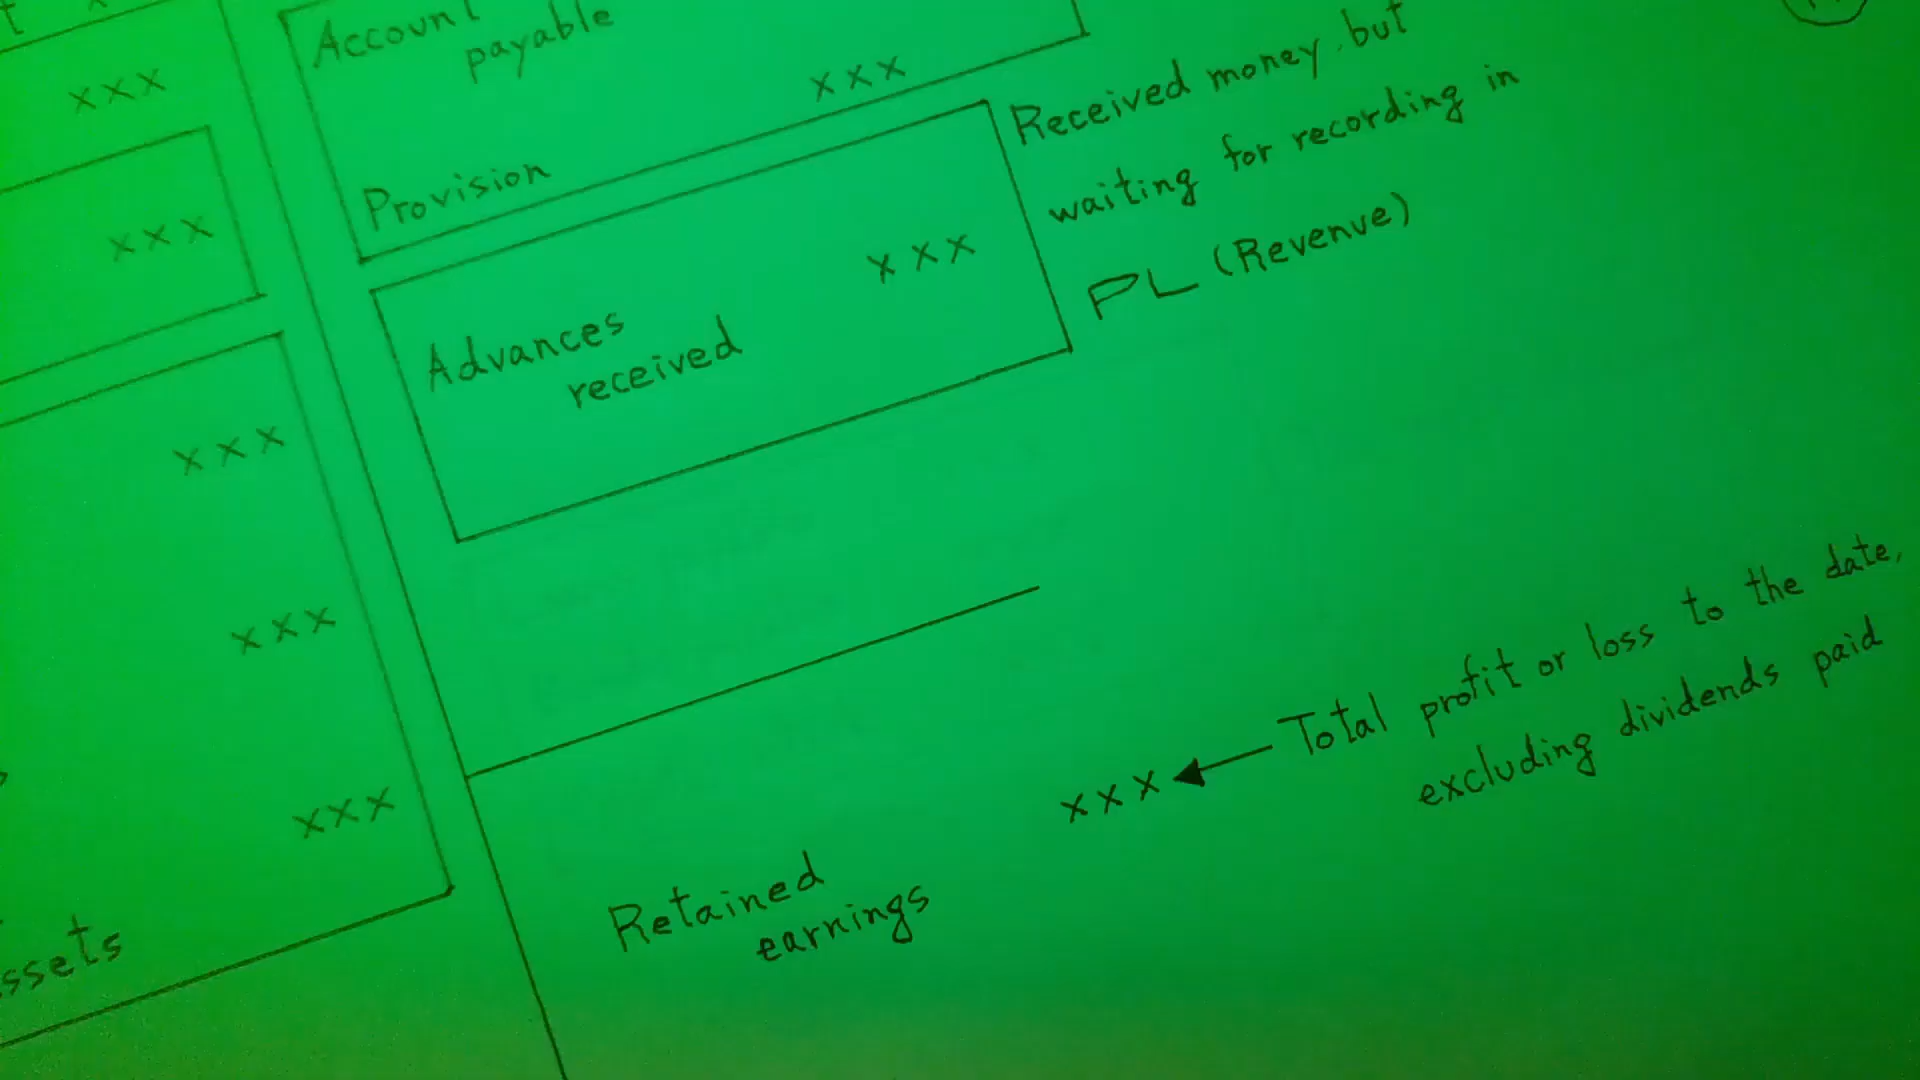 xxx
xxx
xxx
xxx
xxx
ssets
Account
payable
xxx
Provision
Advances
received
xxx
Received money, but
waiting for recording in
PL (Revenue)
Retained
earnings
xxx
Total profit or loss to the date,
excluding dividends paid